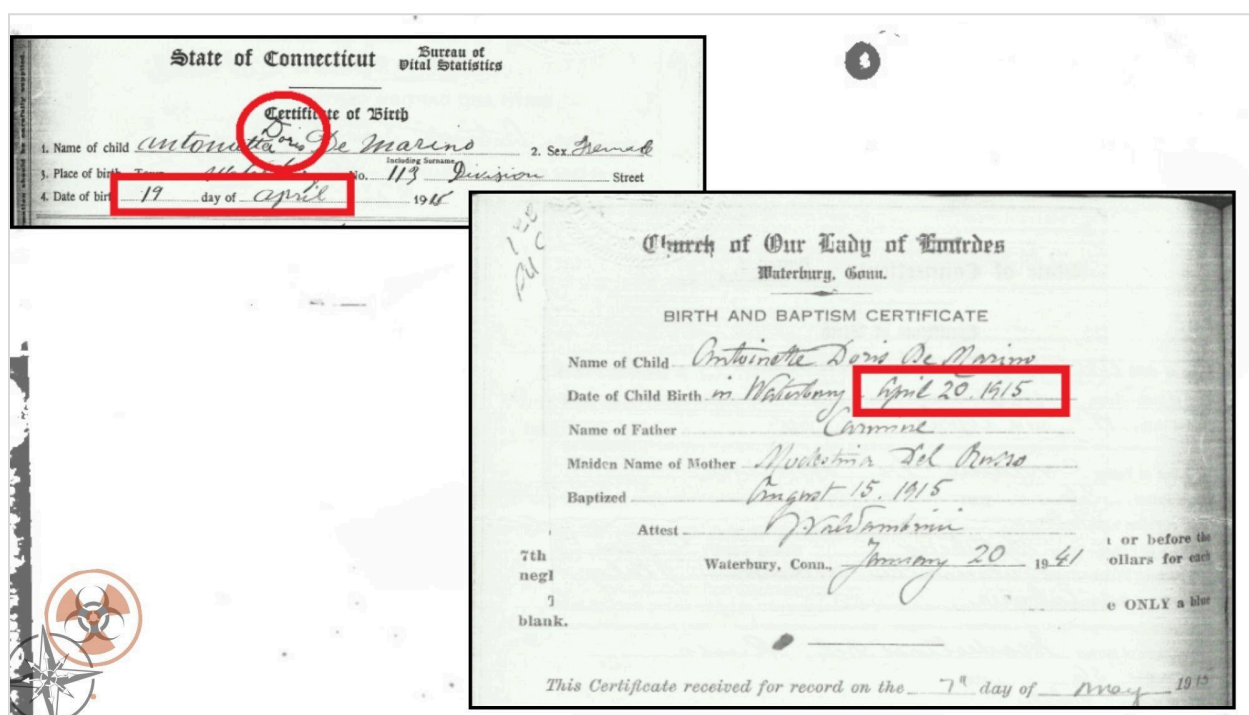 State of Connecticut
Bureau of
Vital Statistics
Certificate of Birth
1. Name of child Antonietta Doris De Marino 2. Sex Female
Including Surname
3. Place of birth Town No. 113 Division Street
4. Date of birth 19 day of april 1915
Church of Our Lady of Lourdes
Waterbury, Conn.
BIRTH AND BAPTISM CERTIFICATE
Name of Child Antoinette Doris De Marino
Date of Child Birth in Waterbury April 20. 1915
Name of Father Carmine
Maiden Name of Mother Modestina Del Russo
Baptized August 15. 1915
Attest
Waterbury, Conn., January 20 1941
t or before the
7th
ollars for each
negl
e ONLY a blue
blank.
This Certificate received for record on the 7th day of May 1915